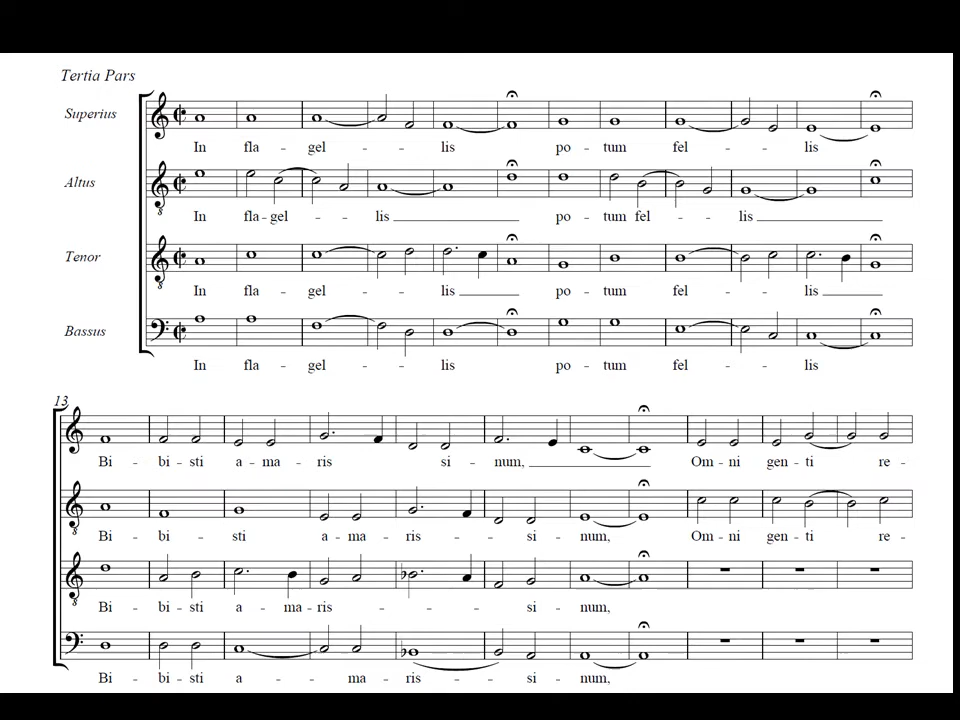 Tertia Pars
Superius
In fla - gel - - - lis po - tum fel - - - lis
Altus
In fla - gel - - lis po - tum fel - - - lis
Tenor
In fla - gel - - - lis po - tum fel - - - lis
Bassus
In fla - gel - - - lis po - tum fel - - - lis
13
Bi - bi - sti a - ma - ris si - num, Om - ni gen - ti re -
Bi - bi - sti a - ma - ris - - - si - num, Om - ni gen - ti re -
Bi - bi - sti a - ma - ris - - - - si - num,
Bi - bi - sti a - - - ma - ris - - - si - num,